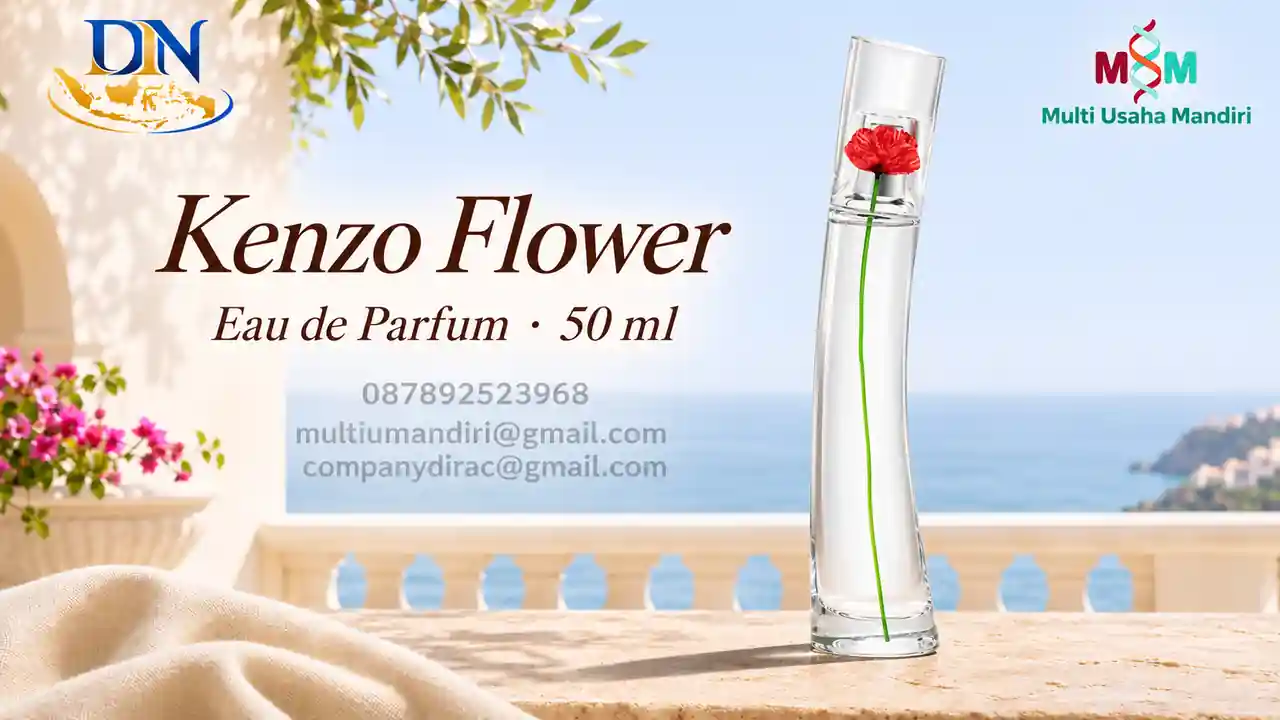 DN
MSM
Multi Usaha Mandiri
Kenzo Flower
Eau de Parfum · 50 ml
087892523968
multiumandiri@gmail.com
companydirac@gmail.com